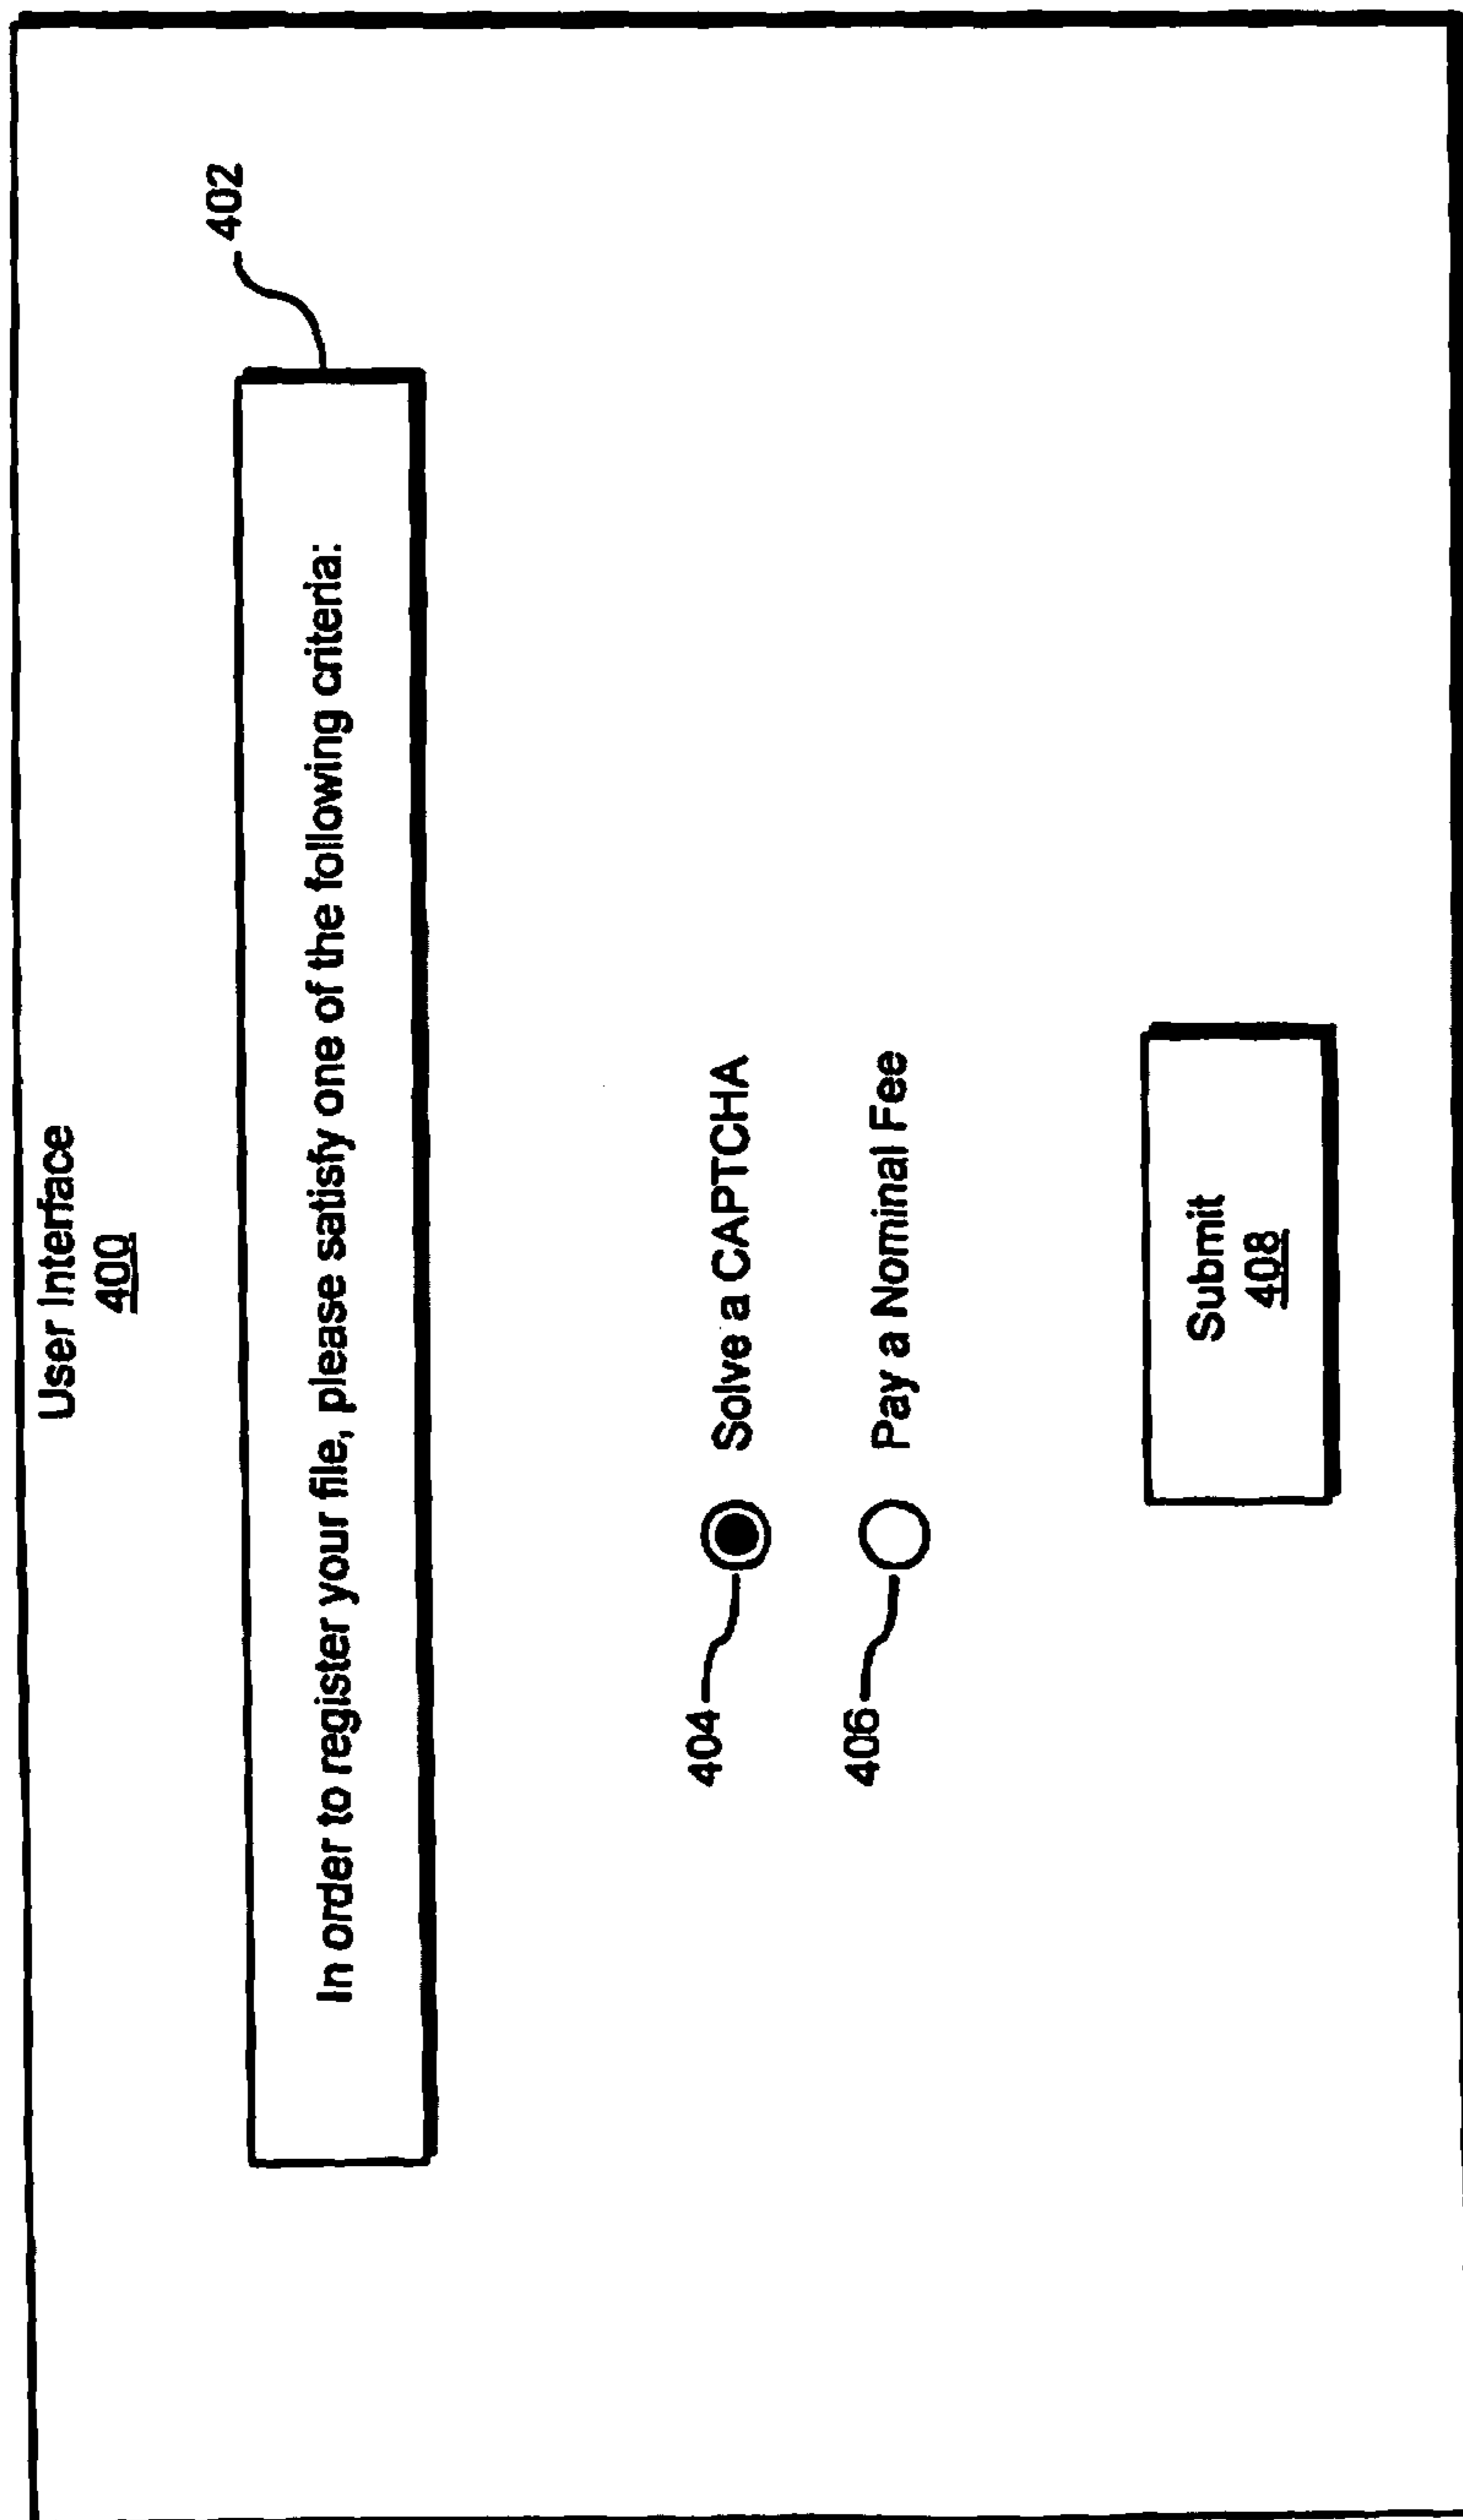 User Interface
400
402
In order to register your file, please satisfy one of the following criteria:
404
Solve a CAPTCHA
406
Pay a Nominal Fee
Submit
408